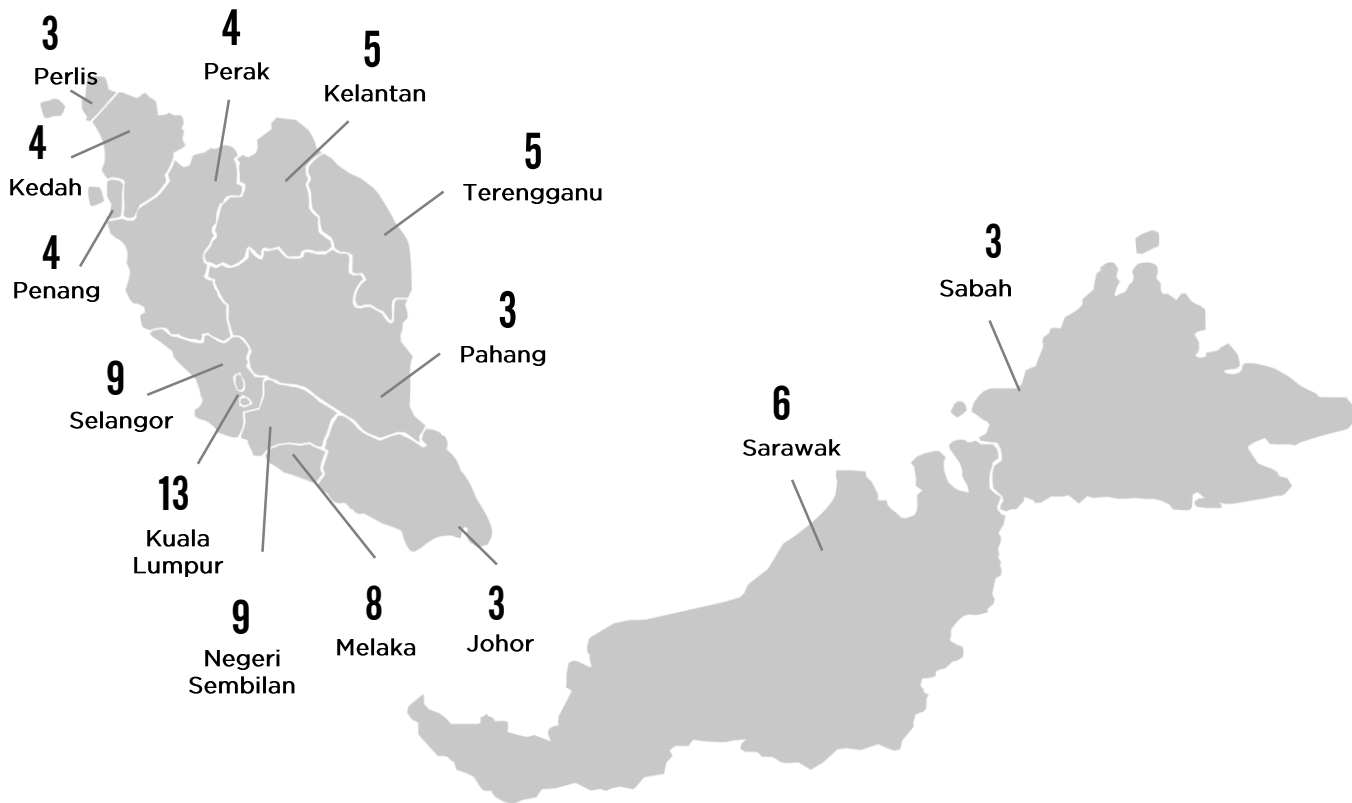 3
Perlis
4
Perak
5
Kelantan
4
Kedah
5
Terengganu
4
Penang
3
Sabah
3
Pahang
9
Selangor
6
Sarawak
13
Kuala
Lumpur
9
Negeri
Sembilan
8
Melaka
3
Johor